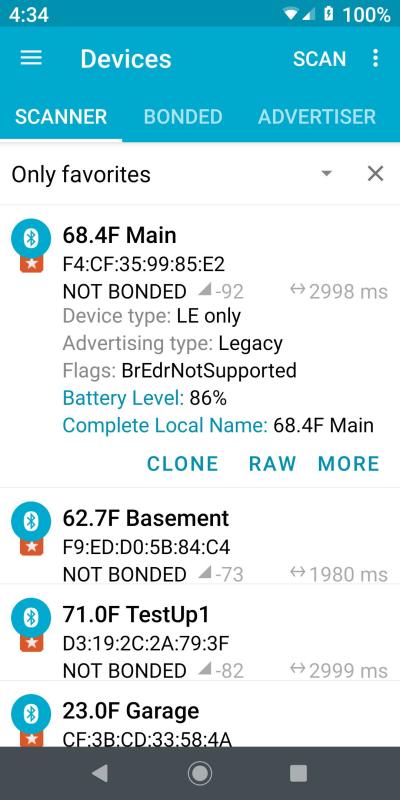 4:34 100%
Devices SCAN
SCANNER BONDED ADVERTISER
Only favorites
68.4F Main
F4:CF:35:99:85:E2
NOT BONDED -92 2998 ms
Device type: LE only
Advertising type: Legacy
Flags: BrEdrNotSupported
Battery Level: 86%
Complete Local Name: 68.4F Main
CLONE RAW MORE
62.7F Basement
F9:ED:D0:5B:84:C4
NOT BONDED -73 1980 ms
71.0F TestUp1
D3:19:2C:2A:79:3F
NOT BONDED -82 2999 ms
23.0F Garage
CF:3B:CD:33:58:4A